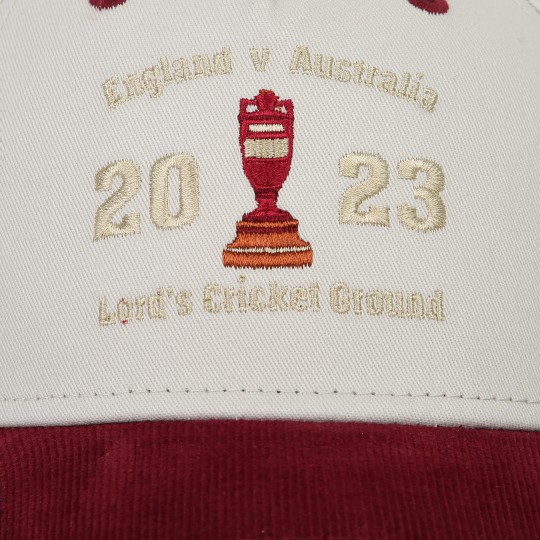 England v Australia
2023
Lord's Cricket Ground